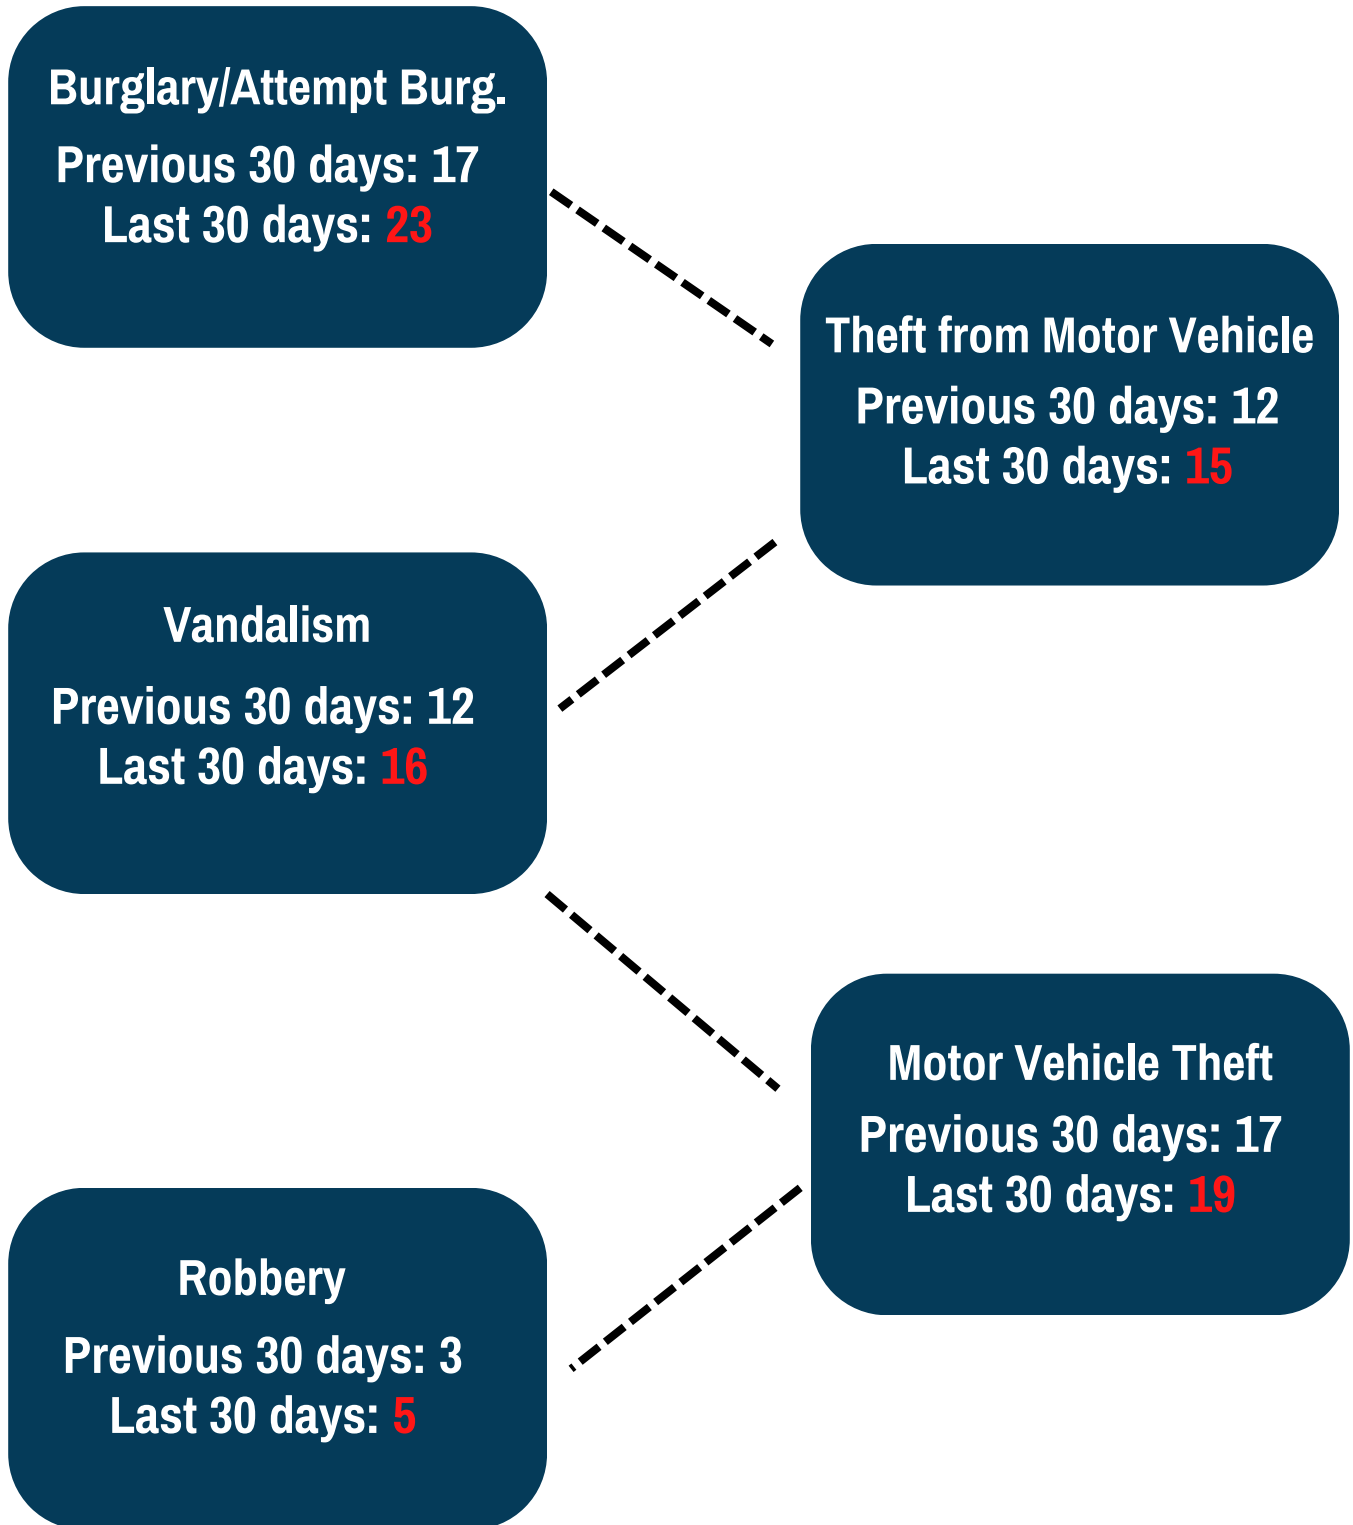 Burglary/Attempt Burg.
Previous 30 days: 17
Last 30 days: 23
Theft from Motor Vehicle
Previous 30 days: 12
Last 30 days: 15
Vandalism
Previous 30 days: 12
Last 30 days: 16
Motor Vehicle Theft
Previous 30 days: 17
Last 30 days: 19
Robbery
Previous 30 days: 3
Last 30 days: 5